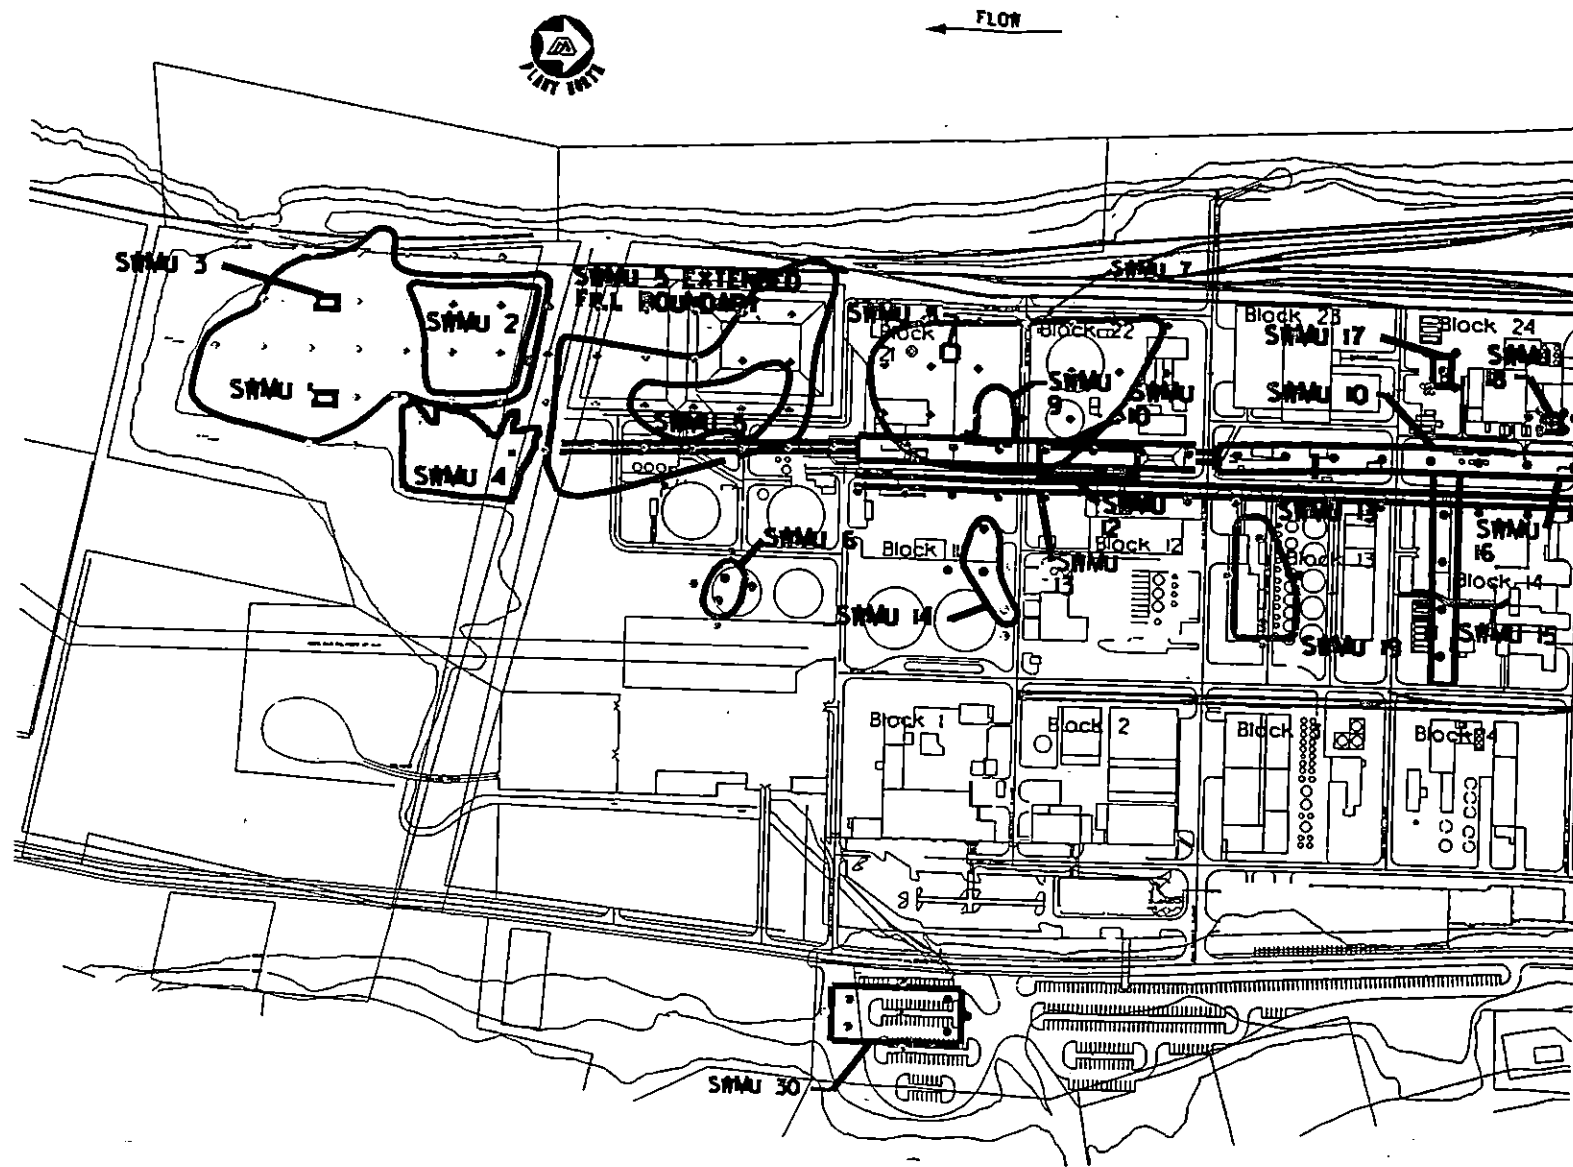 FLOW
PLANT NORTH
SWMU 3
SWMU 5 EXTENDED
FILL BOUNDARY
SWMU 7
SWMU 2
Block
21
Block 22
Block 23
SWMU 17
Block 24
SWMU
SWMU
9
SWMU
10
SWMU 10
SWMU 5
SWMU 4
SWMU
12
SWMU 13
SWMU
16
SWMU 6
Block 11
Block 12
SWMU
13
Block 13
Block 14
SWMU 14
SWMU 15
SWMU 19
Block 1
Block 2
Block 3
Block 4
SWMU 30